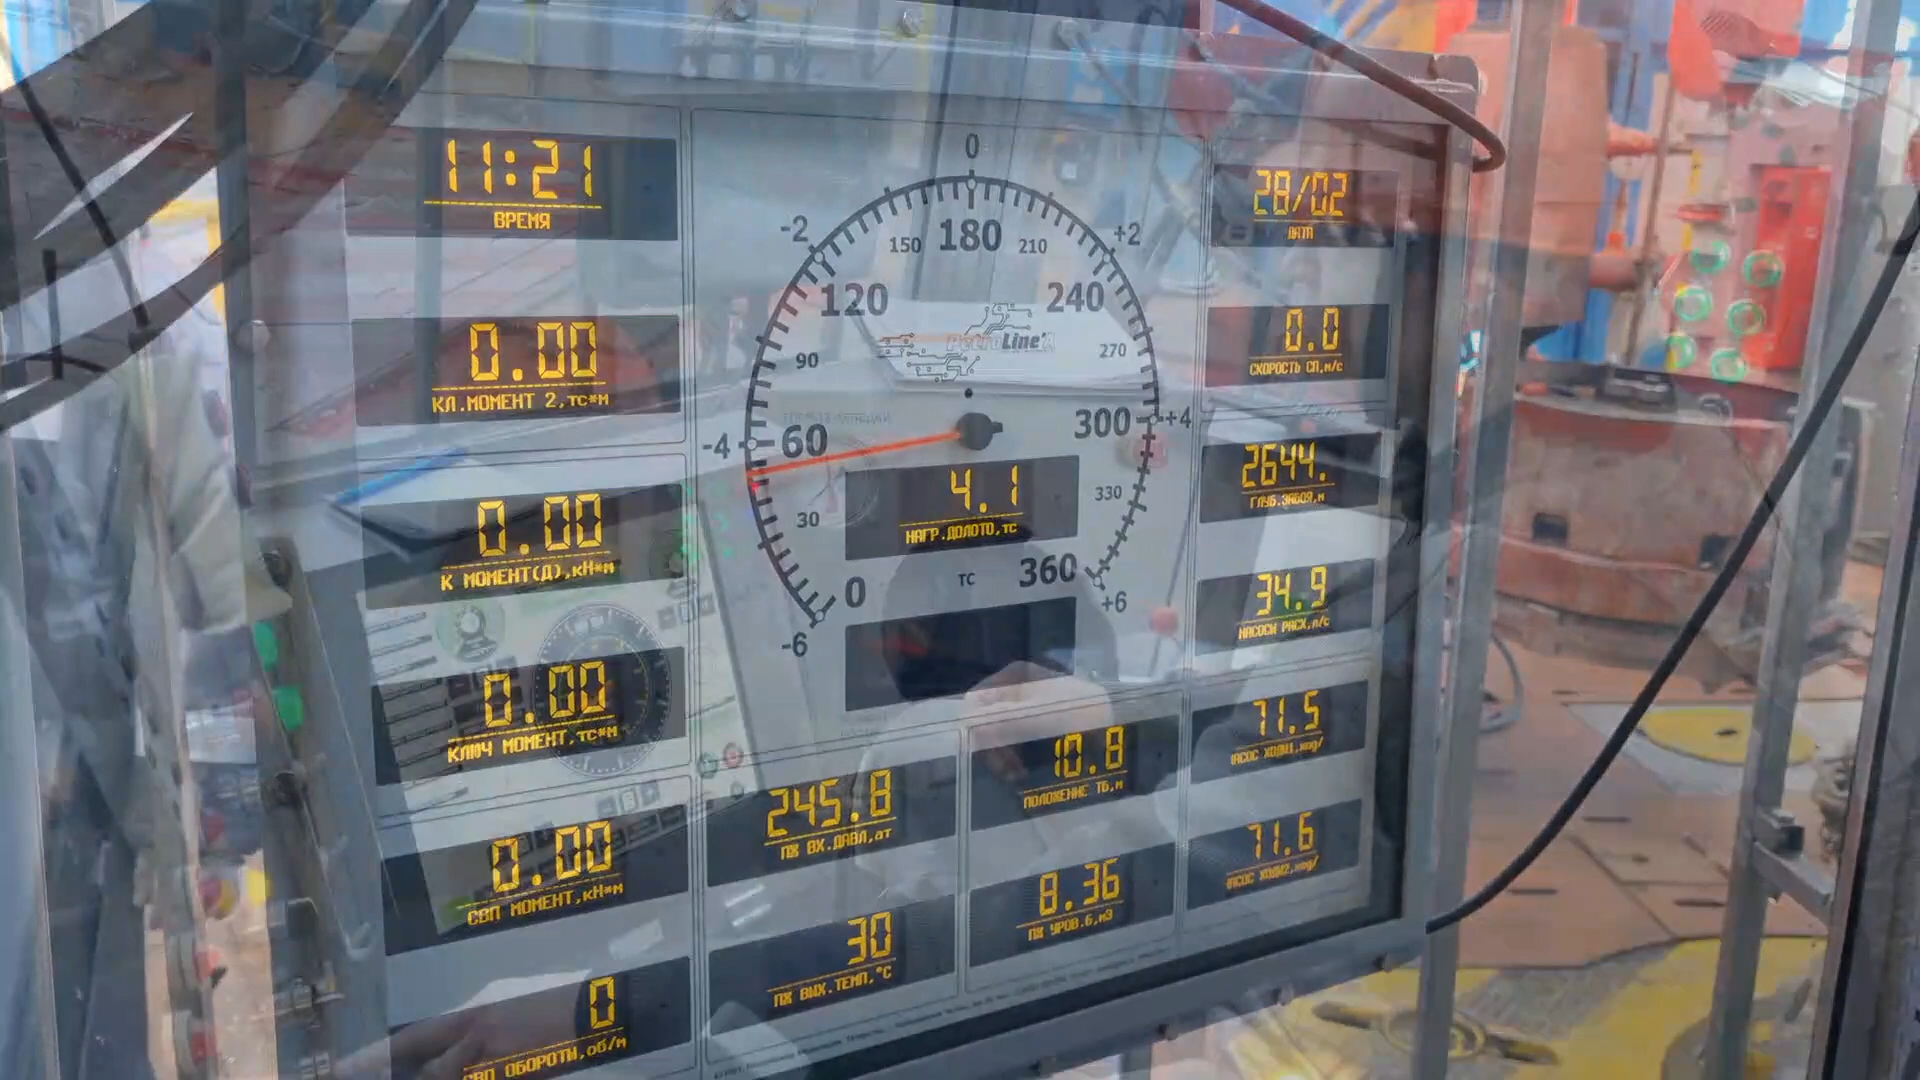 11:21
ВРЕМЯ
0.00
КЛ.МОМЕНТ 2,тс*м
0.00
К МОМЕНТ(Д),кН*м
0.00
КЛЮЧ МОМЕНТ,тс*м
0.00
СВП МОМЕНТ,кН*м
0
СВП ОБОРОТЫ,об/м
0
-2
+2
150
180
210
120
240
90
270
PetroLine'A
-4
60
300
+4
30
330
4.1
НАГР.ДОЛОТО,тс
0
тс
360
-6
+6
245.8
ПЖ ВХ.ДАВЛ,ат
10.8
ПОЛОЖЕНИЕ ТБ,м
30
ПЖ ВЫХ.ТЕМП,°C
8.36
ПЖ УРОВ.6,м3
28/02
ДАТА
0.0
СКОРОСТЬ СП,м/с
2644.
ГЛУБ.ЗАБОЯ,м
34.9
НАСОСЫ РАСХ,л/с
71.5
НАСОС ХОДЫ1,ход/
71.6
НАСОС ХОДЫ2,ход/